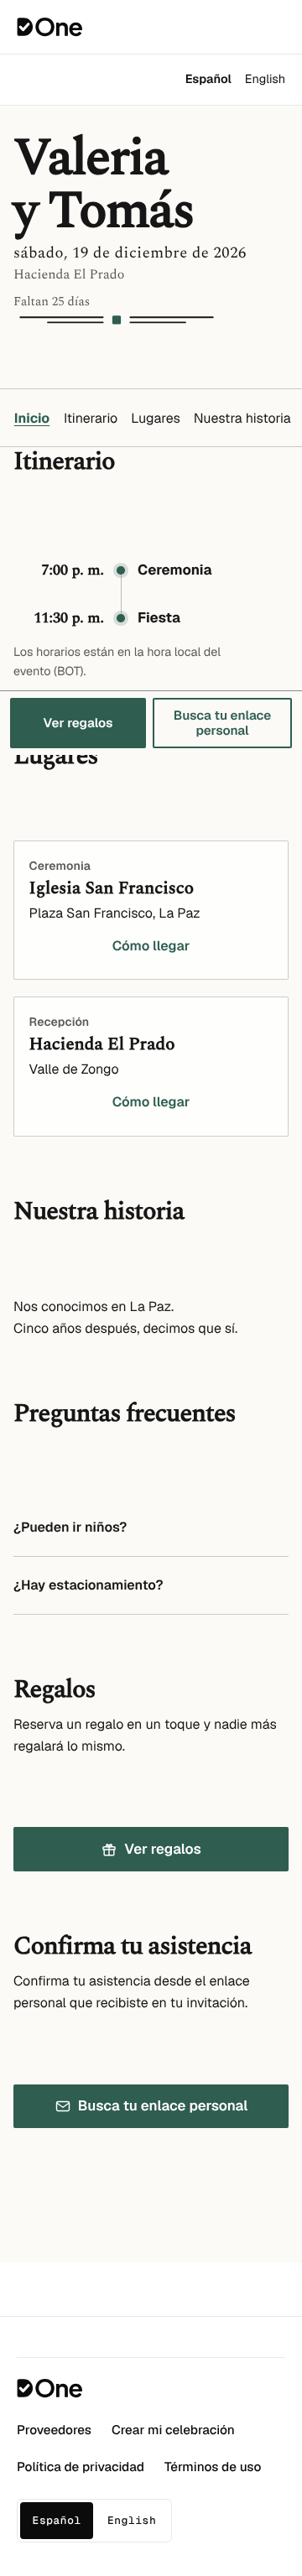 DOne
Español English
Valeria
y Tomás
sábado, 19 de diciembre de 2026
Hacienda El Prado
Faltan 25 días
Inicio Itinerario Lugares Nuestra historia
Itinerario
7:00 p. m. Ceremonia
11:30 p. m. Fiesta
Los horarios están en la hora local del
evento (BOT).
Ver regalos
Busca tu enlace
personal
Lugares
Ceremonia
Iglesia San Francisco
Plaza San Francisco, La Paz
Cómo llegar
Recepción
Hacienda El Prado
Valle de Zongo
Cómo llegar
Nuestra historia
Nos conocimos en La Paz.
Cinco años después, decimos que sí.
Preguntas frecuentes
¿Pueden ir niños?
¿Hay estacionamiento?
Regalos
Reserva un regalo en un toque y nadie más
regalará lo mismo.
Ver regalos
Confirma tu asistencia
Confirma tu asistencia desde el enlace
personal que recibiste en tu invitación.
Busca tu enlace personal
DOne
Proveedores Crear mi celebración
Política de privacidad Términos de uso
Español English